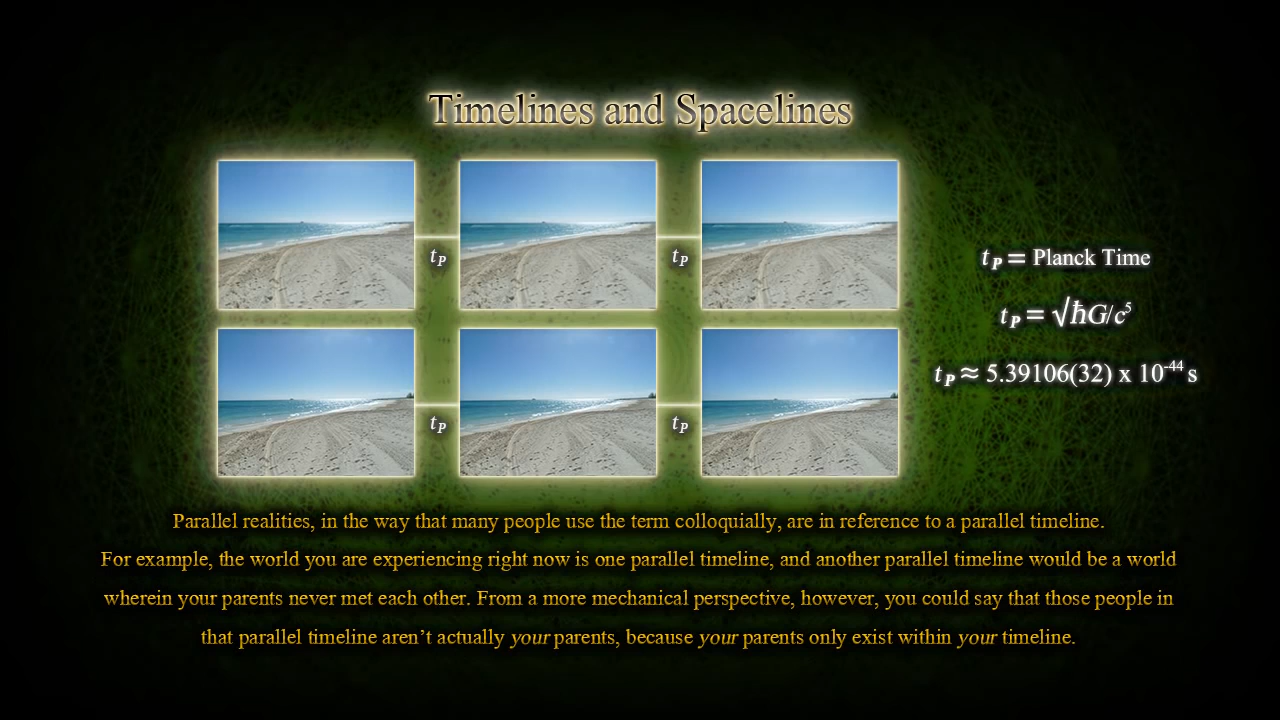 Timelines and Spacelines
tP tP
tP = Planck Time
tP = √ħG/c⁵
tP ≈ 5.39106(32) x 10⁻⁴⁴ s
tP tP
Parallel realities, in the way that many people use the term colloquially, are in reference to a parallel timeline.
For example, the world you are experiencing right now is one parallel timeline, and another parallel timeline would be a world
wherein your parents never met each other. From a more mechanical perspective, however, you could say that those people in
that parallel timeline aren’t actually your parents, because your parents only exist within your timeline.